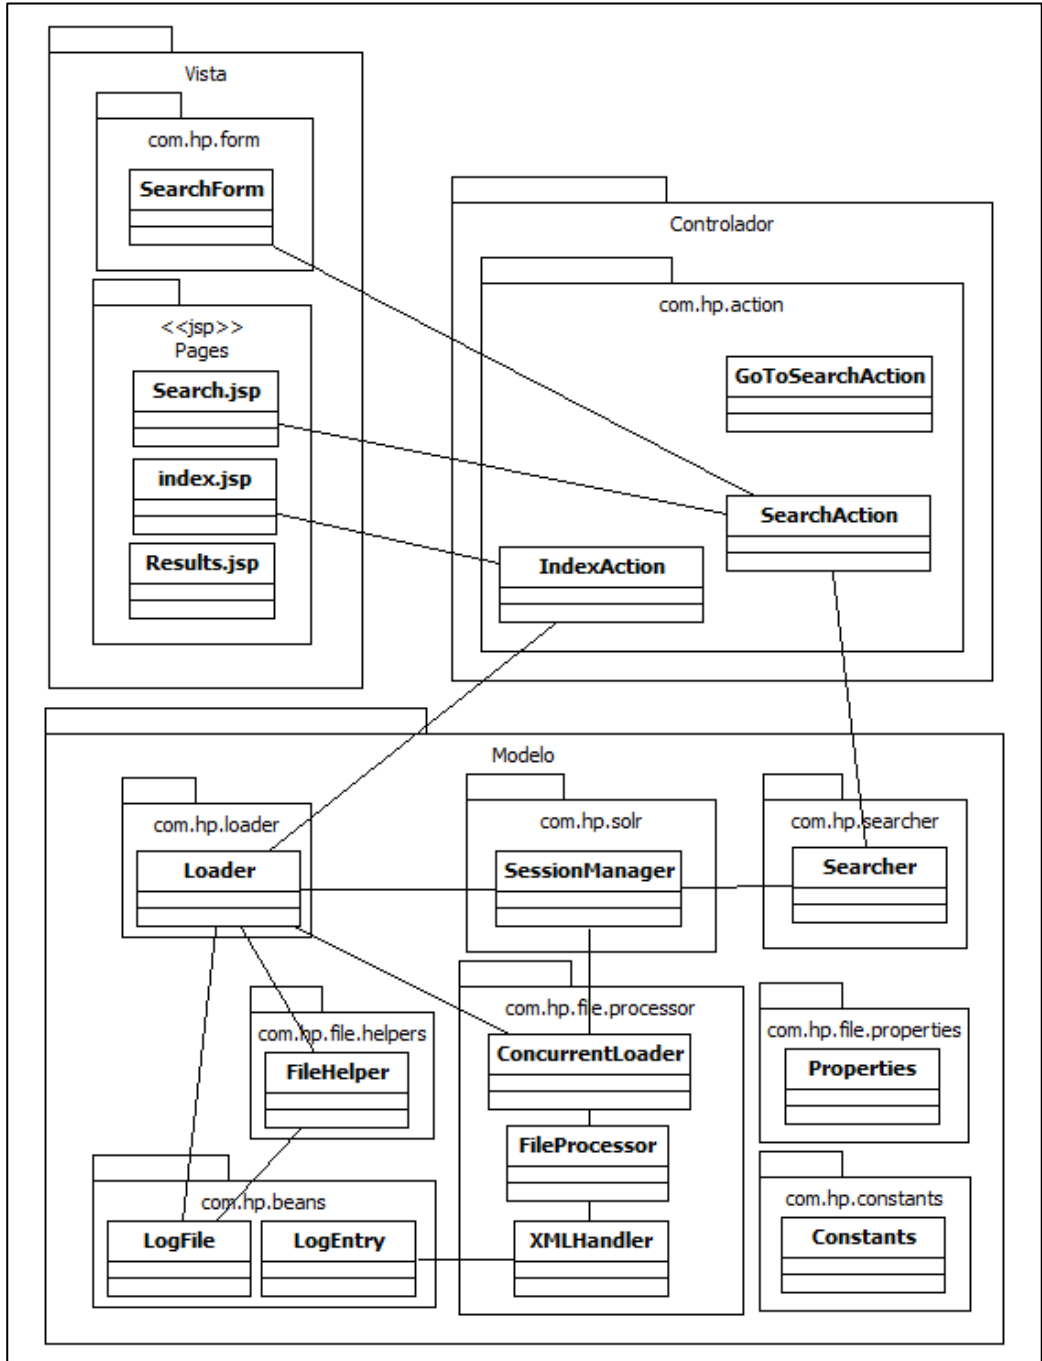 Vista
com.hp.form
SearchForm
<<jsp>>
Pages
Search.jsp
index.jsp
Results.jsp
Controlador
com.hp.action
GoToSearchAction
SearchAction
IndexAction
Modelo
com.hp.loader
Loader
com.hp.solr
SessionManager
com.hp.searcher
Searcher
com.hp.file.helpers
FileHelper
com.hp.file.processor
ConcurrentLoader
FileProcessor
XMLHandler
com.hp.file.properties
Properties
com.hp.beans
LogFile
LogEntry
com.hp.constants
Constants